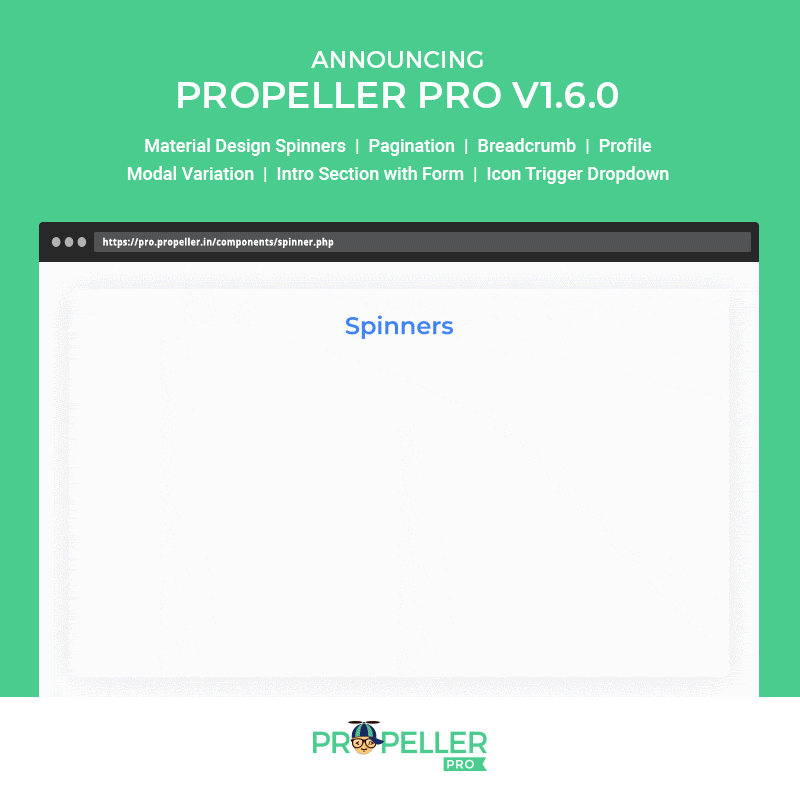 ANNOUNCING
PROPELLER PRO V1.6.0
Material Design Spinners | Pagination | Breadcrumb | Profile
Modal Variation | Intro Section with Form | Icon Trigger Dropdown
https://pro.propeller.in/components/spinner.php
Spinners
PROPELLER
PRO